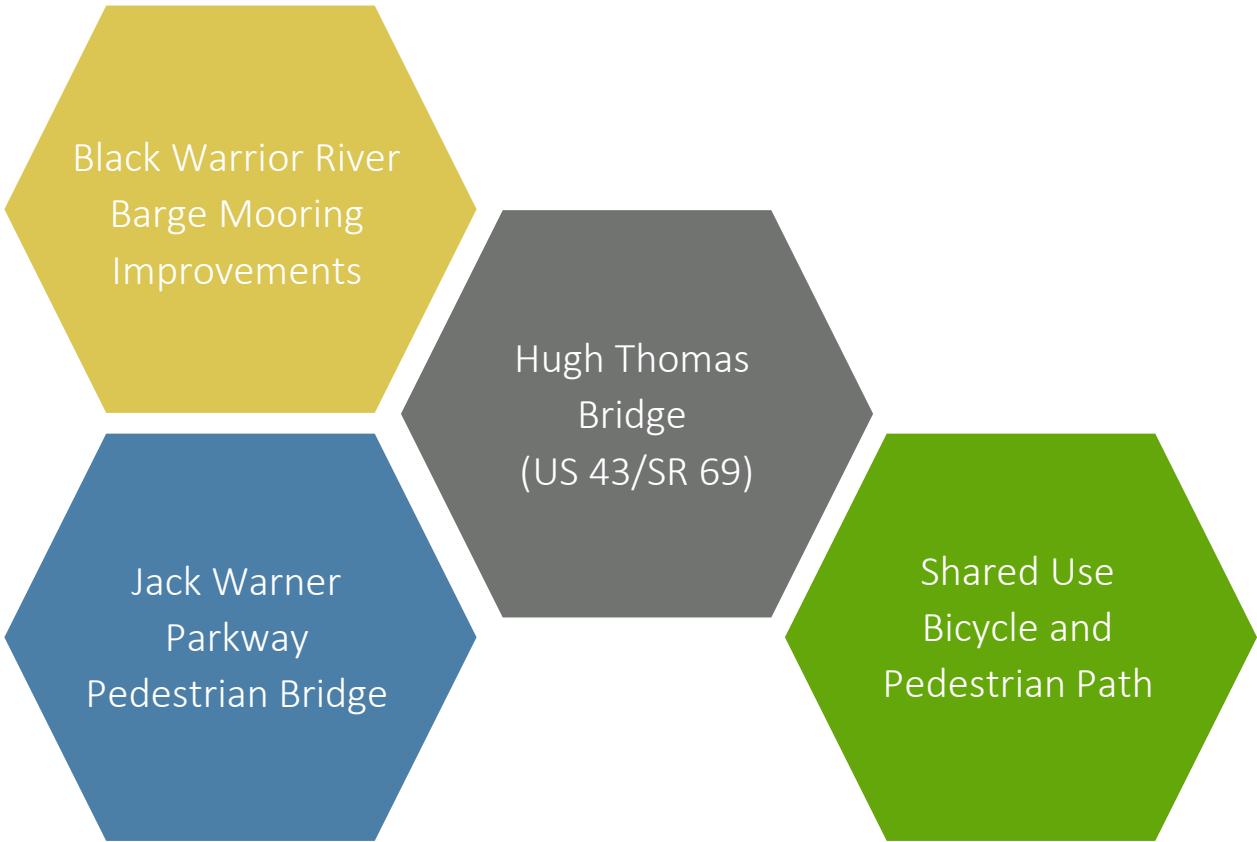 Black Warrior River
Barge Mooring
Improvements
Hugh Thomas
Bridge
(US 43/SR 69)
Jack Warner
Parkway
Pedestrian Bridge
Shared Use
Bicycle and
Pedestrian Path